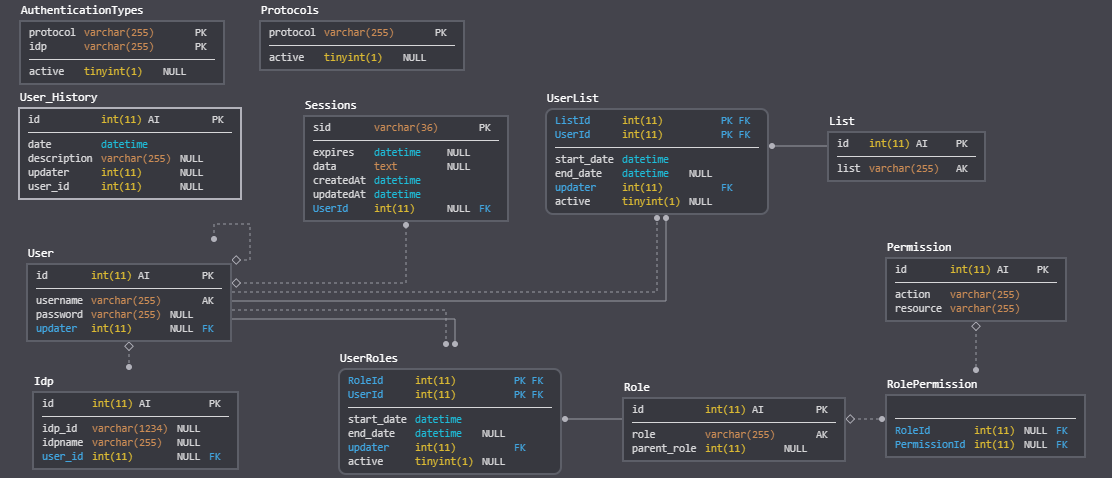 AuthenticationTypes
protocol varchar(255) PK
idp varchar(255) PK
active tinyint(1) NULL
Protocols
protocol varchar(255) PK
active tinyint(1) NULL
User_History
id int(11) AI PK
date datetime
description varchar(255) NULL
updater int(11) NULL
user_id int(11) NULL
Sessions
sid varchar(36) PK
expires datetime NULL
data text NULL
createdAt datetime
updatedAt datetime
UserId int(11) NULL FK
UserList
ListId int(11) PK FK
UserId int(11) PK FK
start_date datetime
end_date datetime NULL
updater int(11) FK
active tinyint(1) NULL
List
id int(11) AI PK
list varchar(255) AK
User
id int(11) AI PK
username varchar(255) AK
password varchar(255) NULL
updater int(11) NULL FK
Permission
id int(11) AI PK
action varchar(255)
resource varchar(255)
Idp
id int(11) AI PK
idp_id varchar(1234) NULL
idpname varchar(255) NULL
user_id int(11) NULL FK
UserRoles
RoleId int(11) PK FK
UserId int(11) PK FK
start_date datetime
end_date datetime NULL
updater int(11) FK
active tinyint(1) NULL
Role
id int(11) AI PK
role varchar(255) AK
parent_role int(11) NULL
RolePermission
RoleId int(11) NULL FK
PermissionId int(11) NULL FK